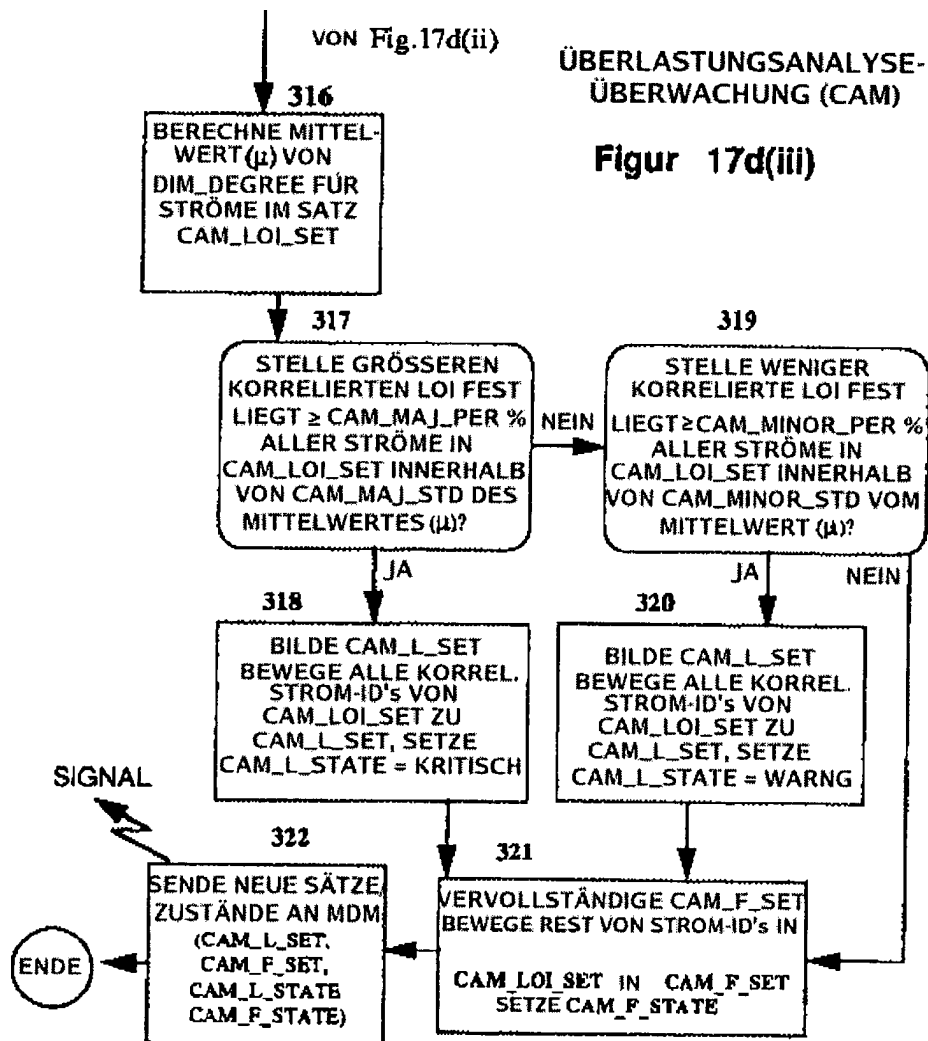 VON Fig.17d(ii)
ÜBERLASTUNGSANALYSE-
ÜBERWACHUNG (CAM)
Figur 17d(iii)
316
BERECHNE MITTEL-
WERT(µ) VON
DIM_DEGREE FÜR
STRÖME IM SATZ
CAM_LOI_SET
317
STELLE GRÖSSEREN
KORRELIERTEN LOI FEST
LIEGT ≥ CAM_MAJ_PER %
ALLER STRÖME IN
CAM_LOI_SET INNERHALB
VON CAM_MAJ_STD DES
MITTELWERTES (µ)?
NEIN
319
STELLE WENIGER
KORRELIERTE LOI FEST
LIEGT≥CAM_MINOR_PER %
ALLER STRÖME IN
CAM_LOI_SET INNERHALB
VON CAM_MINOR_STD VOM
MITTELWERT (µ)?
JA
JA
NEIN
318
BILDE CAM_L_SET
BEWEGE ALLE KORREL.
STROM-ID's VON
CAM_LOI_SET ZU
CAM_L_SET, SETZE
CAM_L_STATE = KRITISCH
320
BILDE CAM_L_SET
BEWEGE ALLE KORREL.
STROM-ID's VON
CAM_LOI_SET ZU
CAM_L_SET, SETZE
CAM_L_STATE = WARNG
SIGNAL
322
SENDE NEUE SÄTZE,
ZUSTÄNDE AN MDM
(CAM_L_SET,
CAM_F_SET,
CAM_L_STATE
CAM_F_STATE)
321
VERVOLLSTÄNDIGE CAM_F_SET
BEWEGE REST VON STROM-ID's IN
CAM_LOI_SET IN CAM_F_SET
SETZE CAM_F_STATE
ENDE